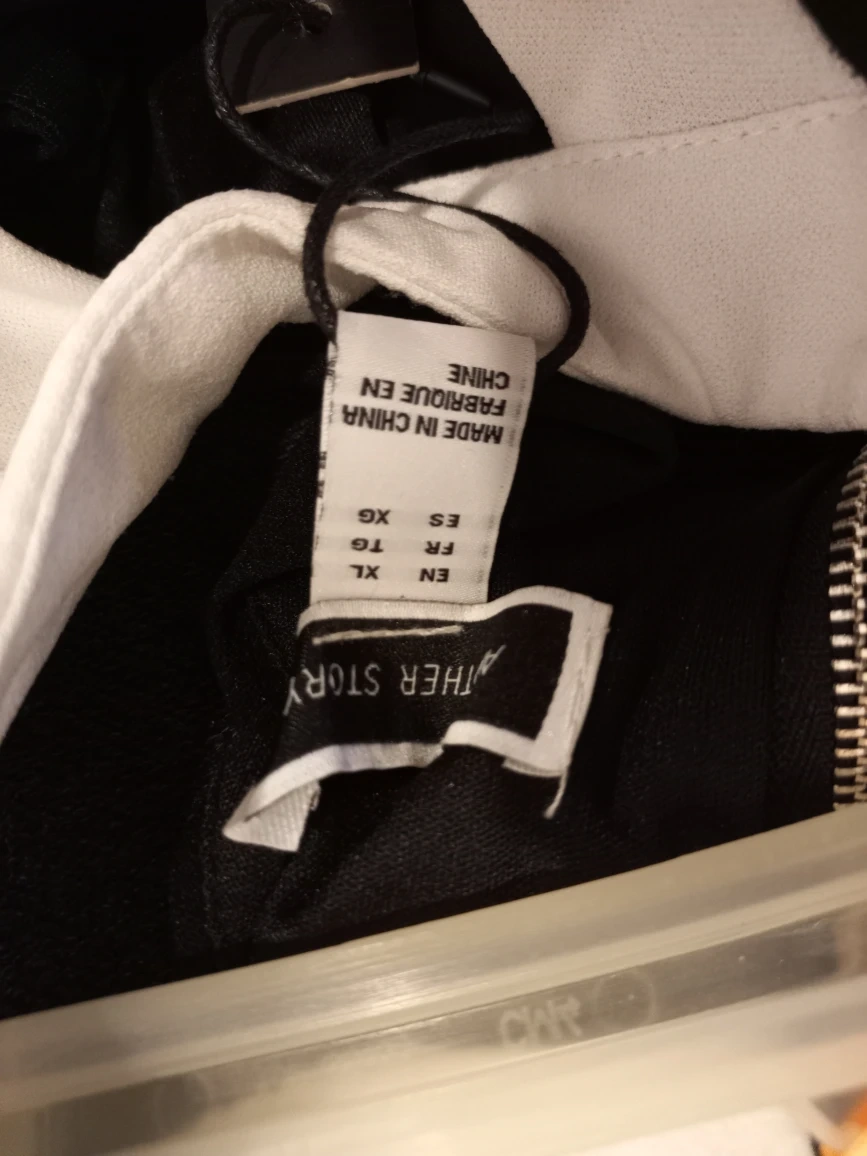 THER STORY
EN XL
FR TG
ES XG
MADE IN CHINA
FABRIQUE EN
CHINE